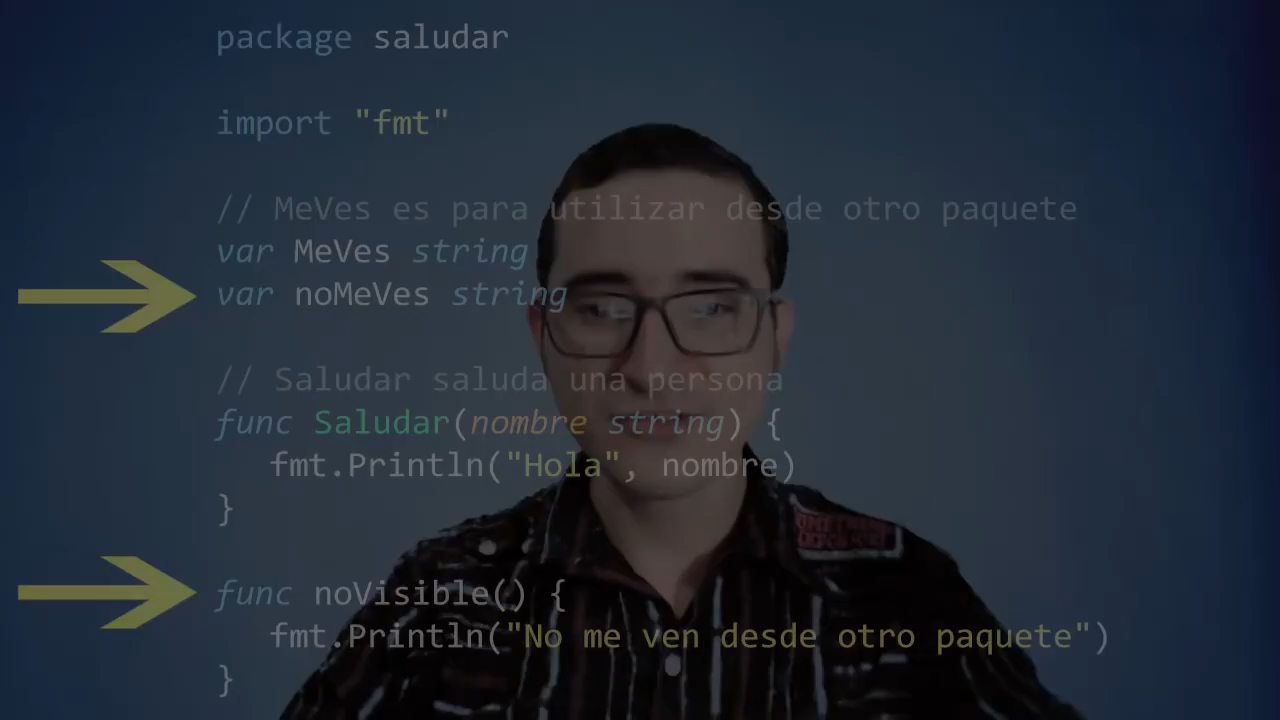 package saludar
import "fmt"
// MeVes es para utilizar desde otro paquete
var MeVes string
var noMeVes string
// Saludar saluda una persona
func Saludar(nombre string) {
fmt.Println("Hola", nombre)
}
func noVisible() {
fmt.Println("No me ven desde otro paquete")
}